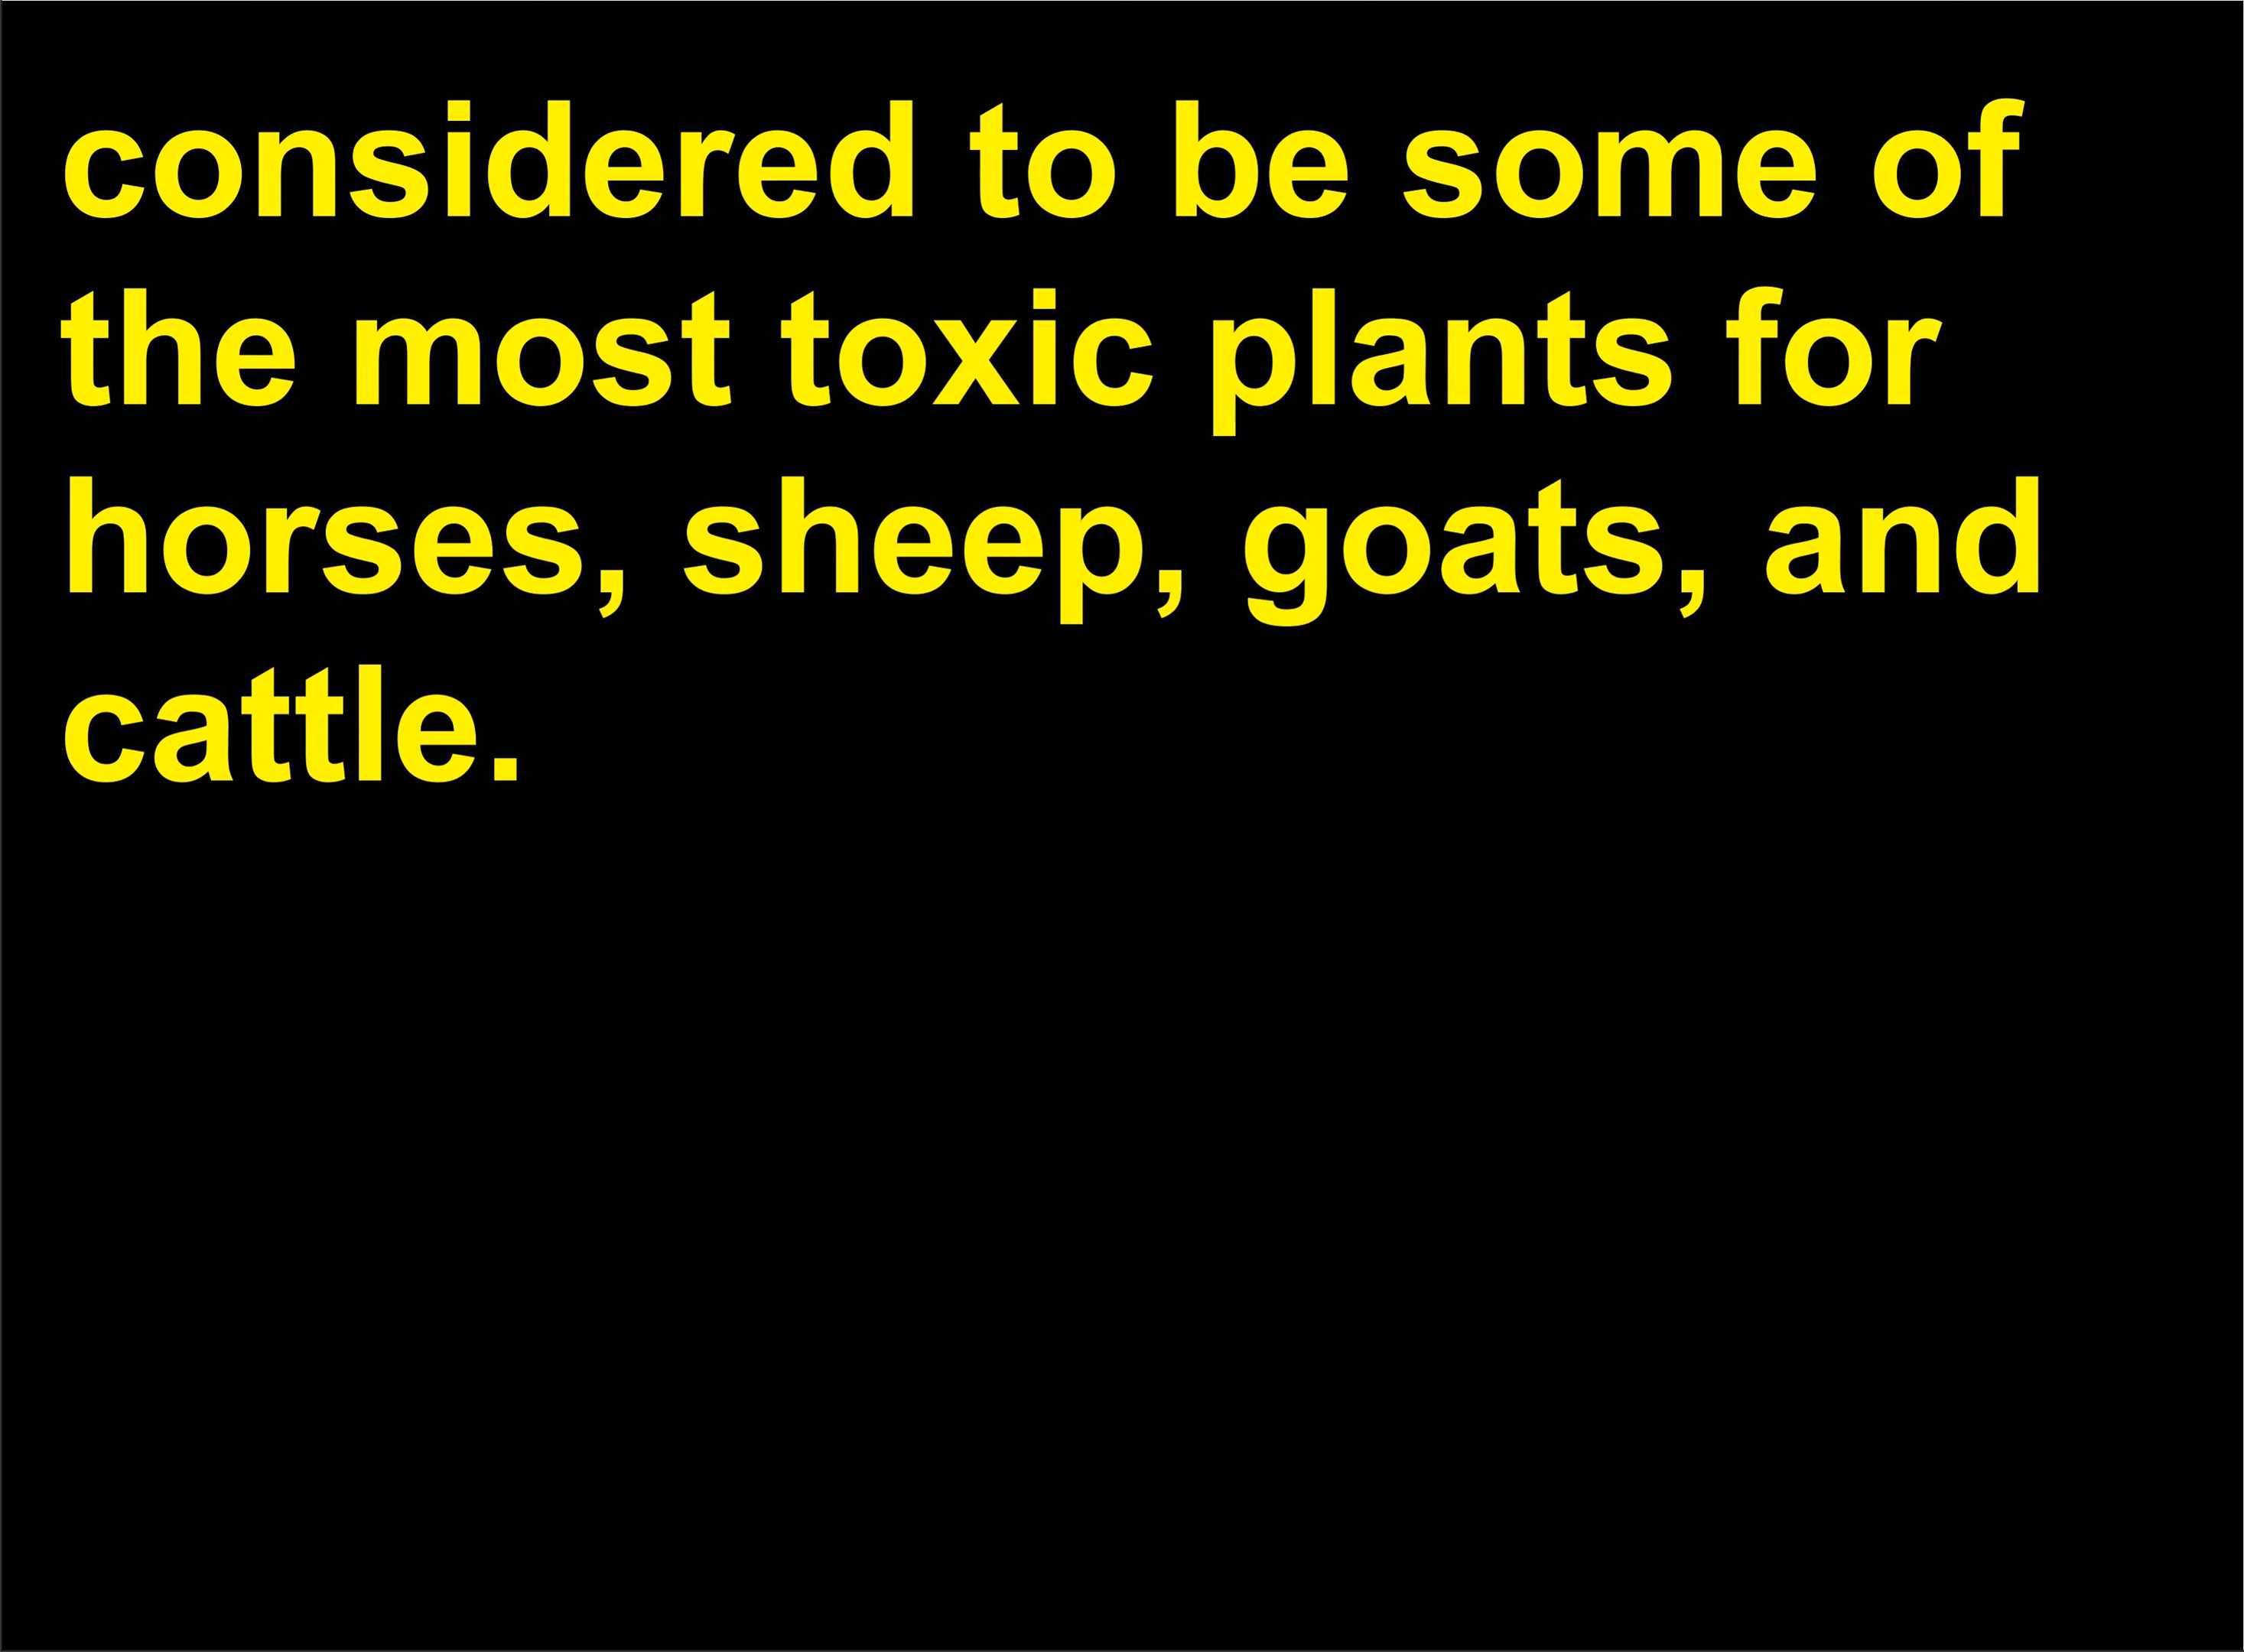 considered to be some of
the most toxic plants for
horses, sheep, goats, and
cattle.